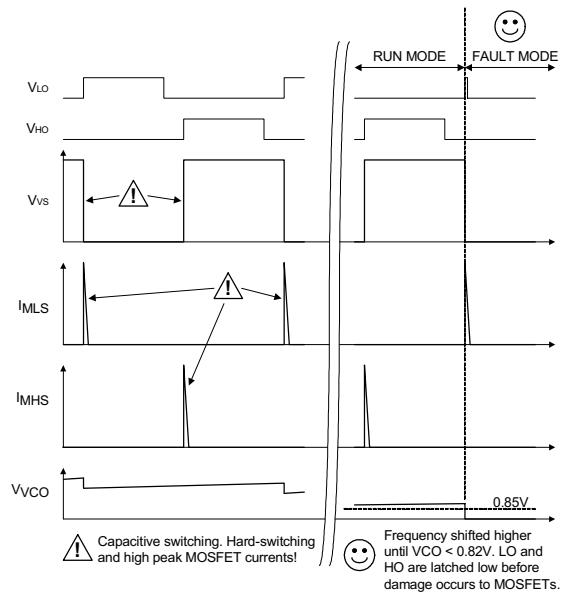 RUN MODE
FAULT MODE
VLO
VHO
VVS
!
IMLS
!
IMHS
VVCO
0.85V
!
Capacitive switching. Hard-switching
and high peak MOSFET currents!
Frequency shifted higher
until VCO < 0.82V. LO and
HO are latched low before
damage occurs to MOSFETs.